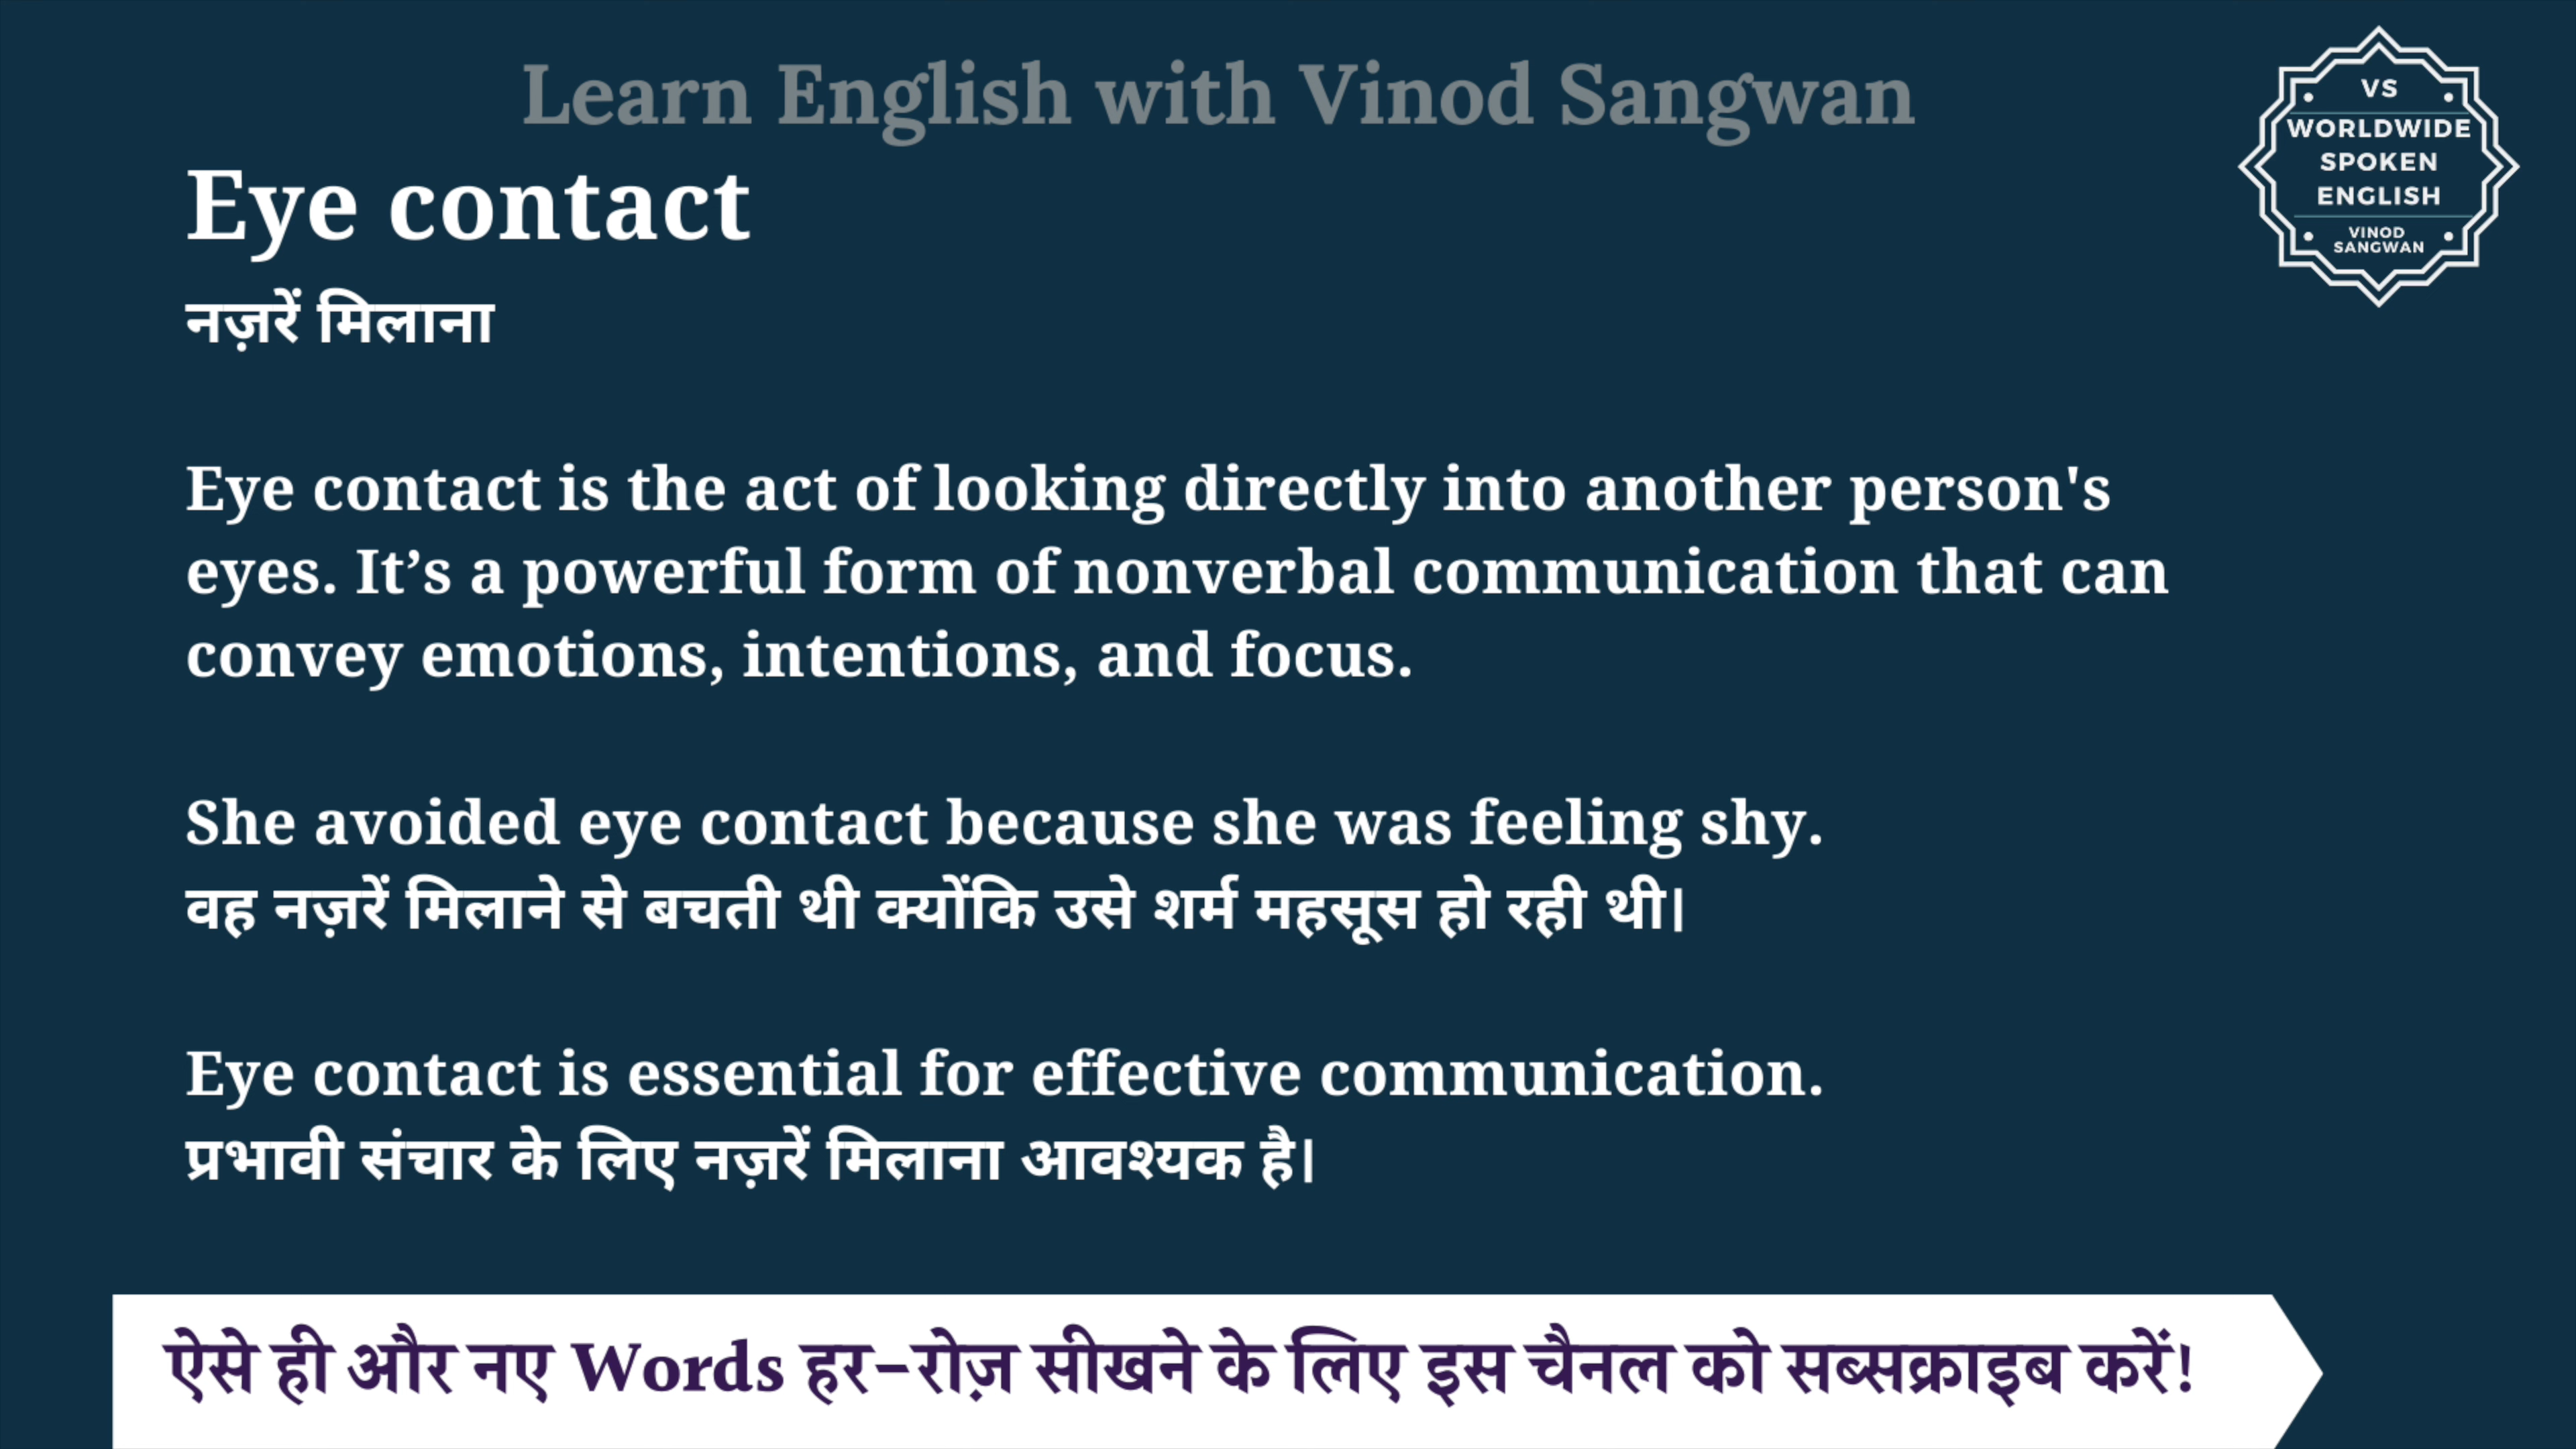 Learn English with Vinod Sangwan
VS
WORLDWIDE
SPOKEN
ENGLISH
VINOD
SANGWAN
Eye contact
नज़रें मिलाना
Eye contact is the act of looking directly into another person's
eyes. It’s a powerful form of nonverbal communication that can
convey emotions, intentions, and focus.
She avoided eye contact because she was feeling shy.
वह नज़रें मिलाने से बचती थी क्योंकि उसे शर्म महसूस हो रही थी।
Eye contact is essential for effective communication.
प्रभावी संचार के लिए नज़रें मिलाना आवश्यक है।
ऐसे ही और नए Words हर-रोज़ सीखने के लिए इस चैनल को सब्सक्राइब करें!